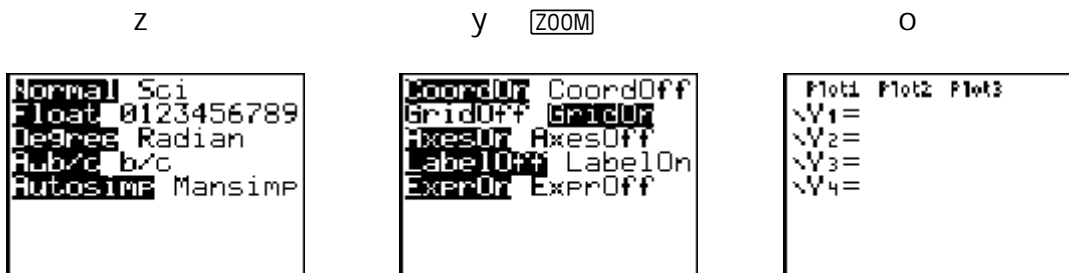 z y ZOOM o
Normal Sci
Float 0123456789
Degree Radian
Aub/c b/c
Autosimp Mansimp
CoordOn CoordOff
GridOff GridOn
AxesOn AxesOff
LabelOff LabelOn
ExprOn ExprOff
Plot1 Plot2 Plot3
\Y1=
\Y2=
\Y3=
\Y4=